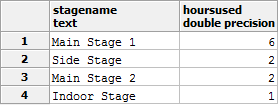 stagename hoursused
text double precision
1 Main Stage 1 6
2 Side Stage 2
3 Main Stage 2 2
4 Indoor Stage 1